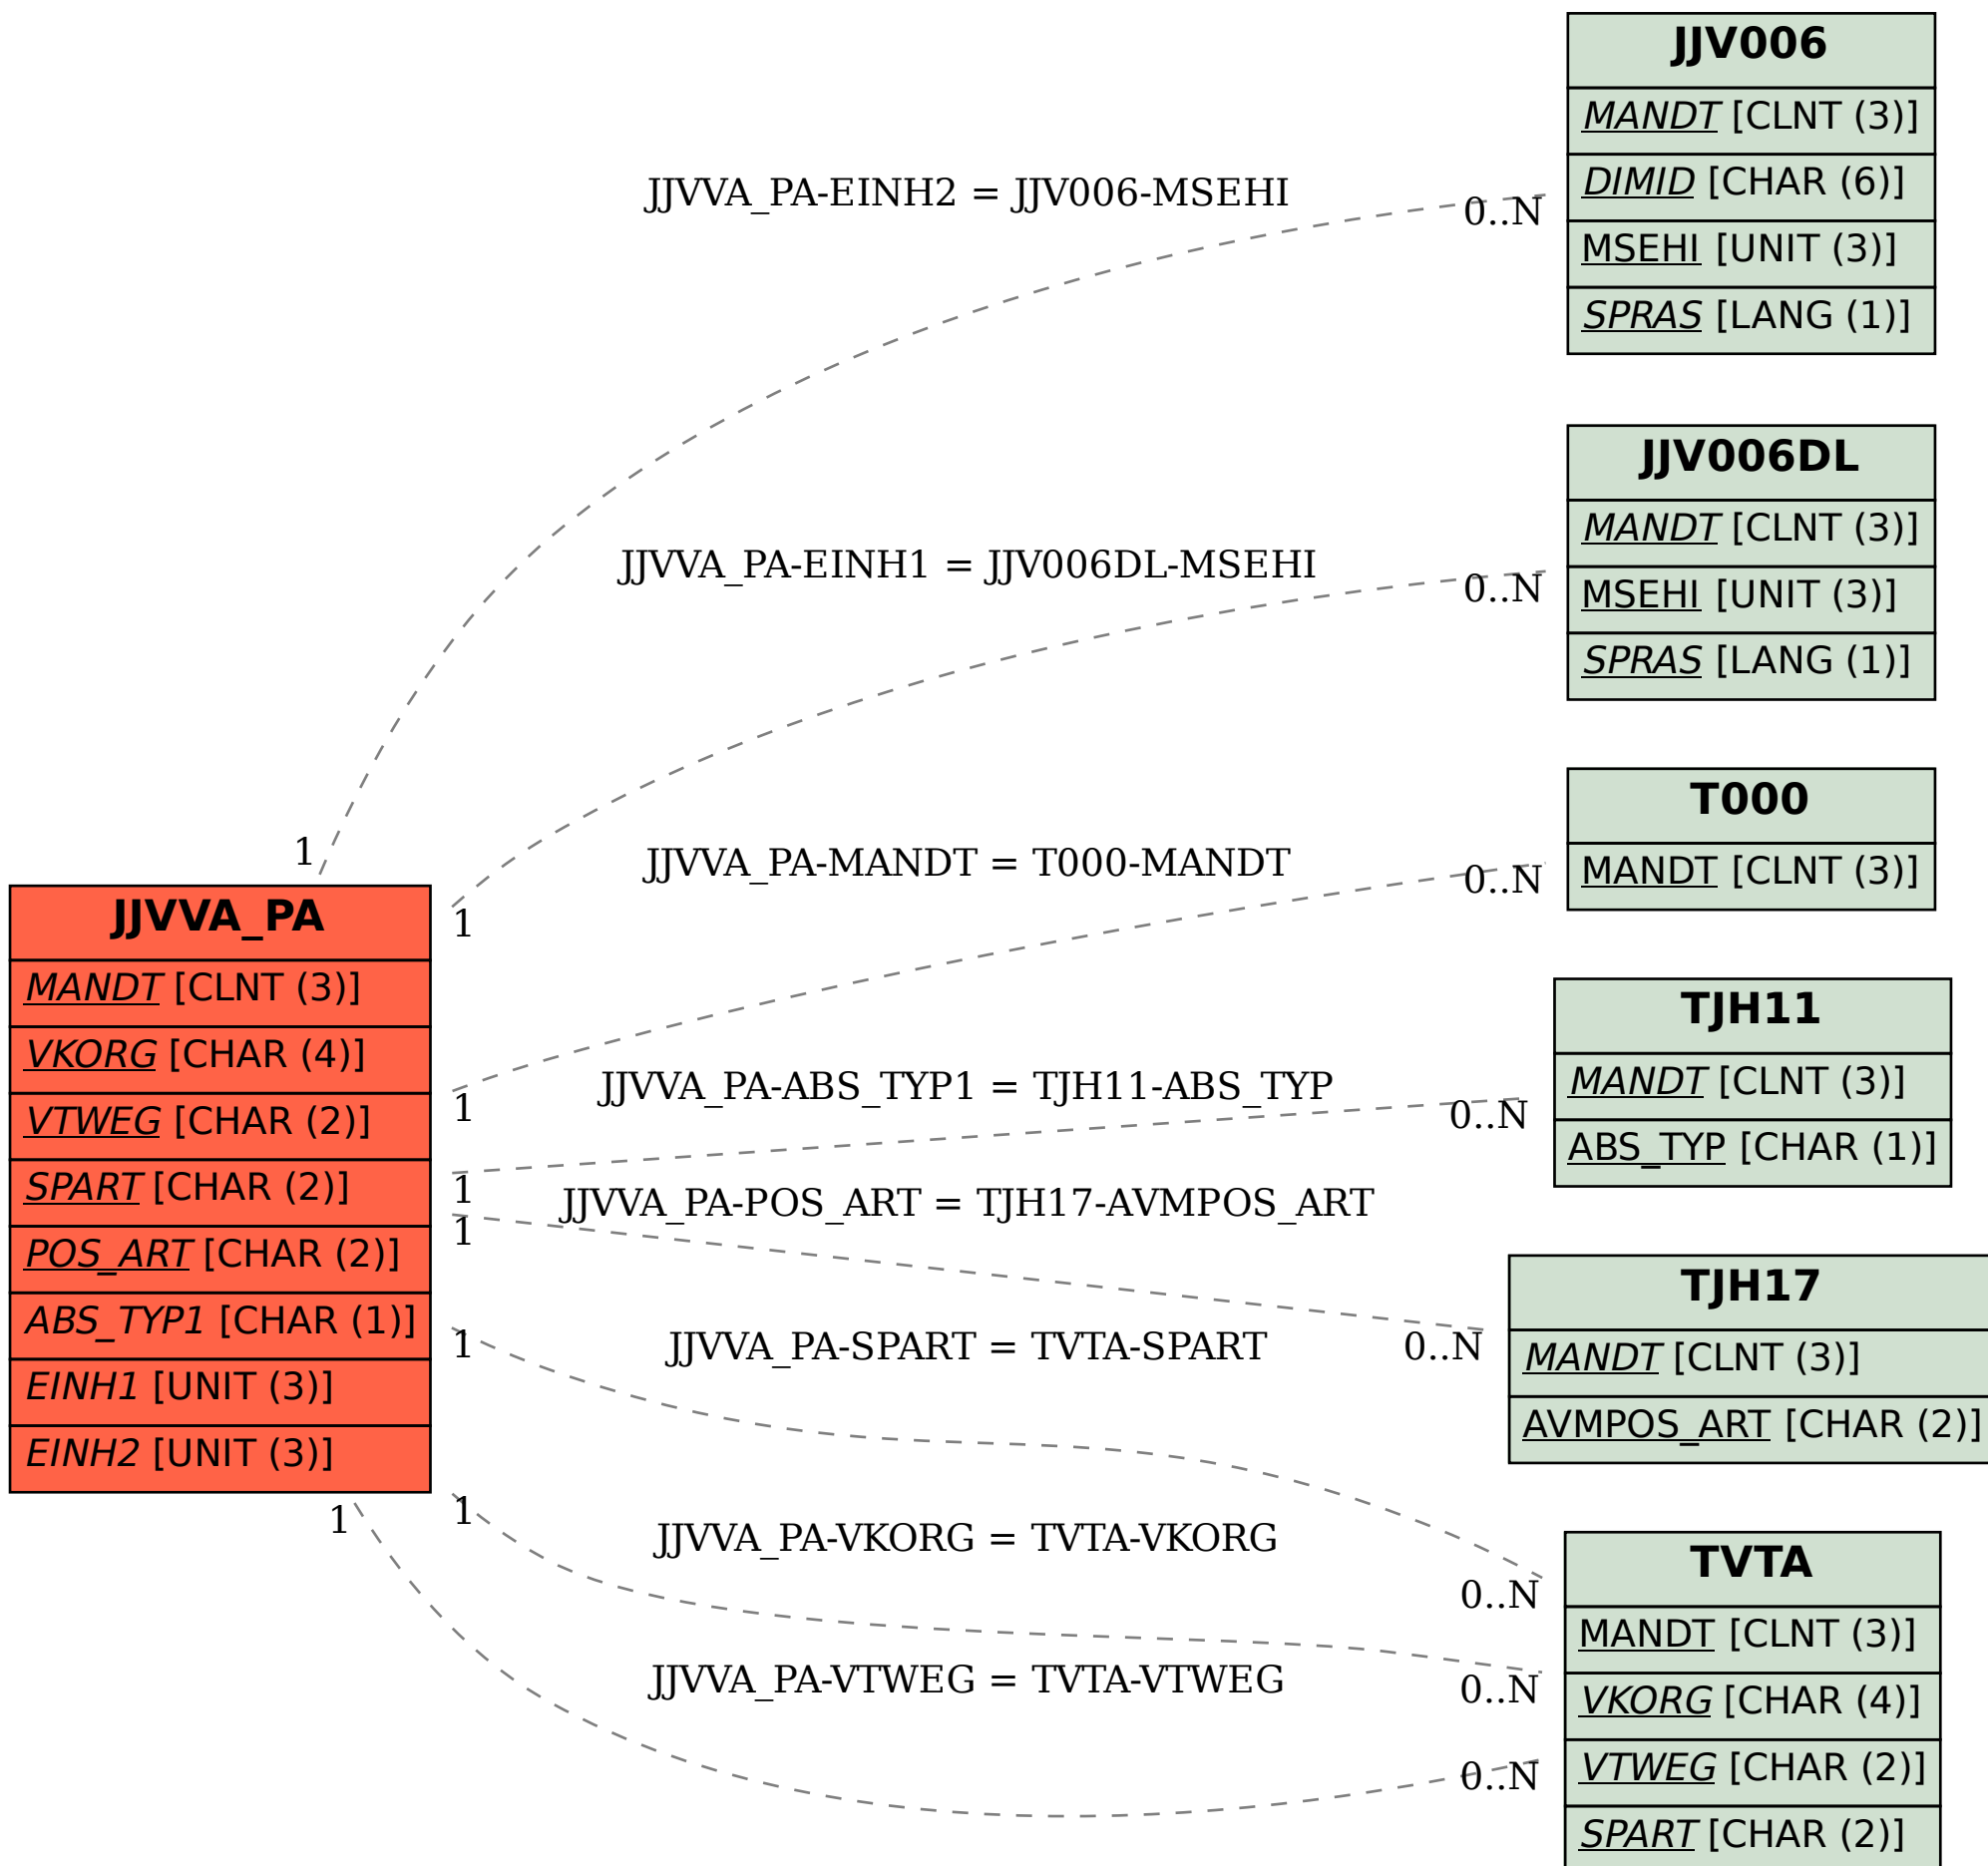 JJV006
MANDT [CLNT (3)]
DIMID [CHAR (6)]
MSEHI [UNIT (3)]
SPRAS [LANG (1)]
JJVVA_PA-EINH2 = JJV006-MSEHI
0..N
1
JJV006DL
MANDT [CLNT (3)]
MSEHI [UNIT (3)]
SPRAS [LANG (1)]
JJVVA_PA-EINH1 = JJV006DL-MSEHI
0..N
1
T000
MANDT [CLNT (3)]
JJVVA_PA-MANDT = T000-MANDT
0..N
1
JJVVA_PA
MANDT [CLNT (3)]
VKORG [CHAR (4)]
VTWEG [CHAR (2)]
SPART [CHAR (2)]
POS_ART [CHAR (2)]
ABS_TYP1 [CHAR (1)]
EINH1 [UNIT (3)]
EINH2 [UNIT (3)]
TJH11
MANDT [CLNT (3)]
ABS_TYP [CHAR (1)]
JJVVA_PA-ABS_TYP1 = TJH11-ABS_TYP
0..N
1
JJVVA_PA-POS_ART = TJH17-AVMPOS_ART
1
0..N
TJH17
MANDT [CLNT (3)]
AVMPOS_ART [CHAR (2)]
JJVVA_PA-SPART = TVTA-SPART
1
0..N
JJVVA_PA-VKORG = TVTA-VKORG
1
0..N
JJVVA_PA-VTWEG = TVTA-VTWEG
1
0..N
TVTA
MANDT [CLNT (3)]
VKORG [CHAR (4)]
VTWEG [CHAR (2)]
SPART [CHAR (2)]